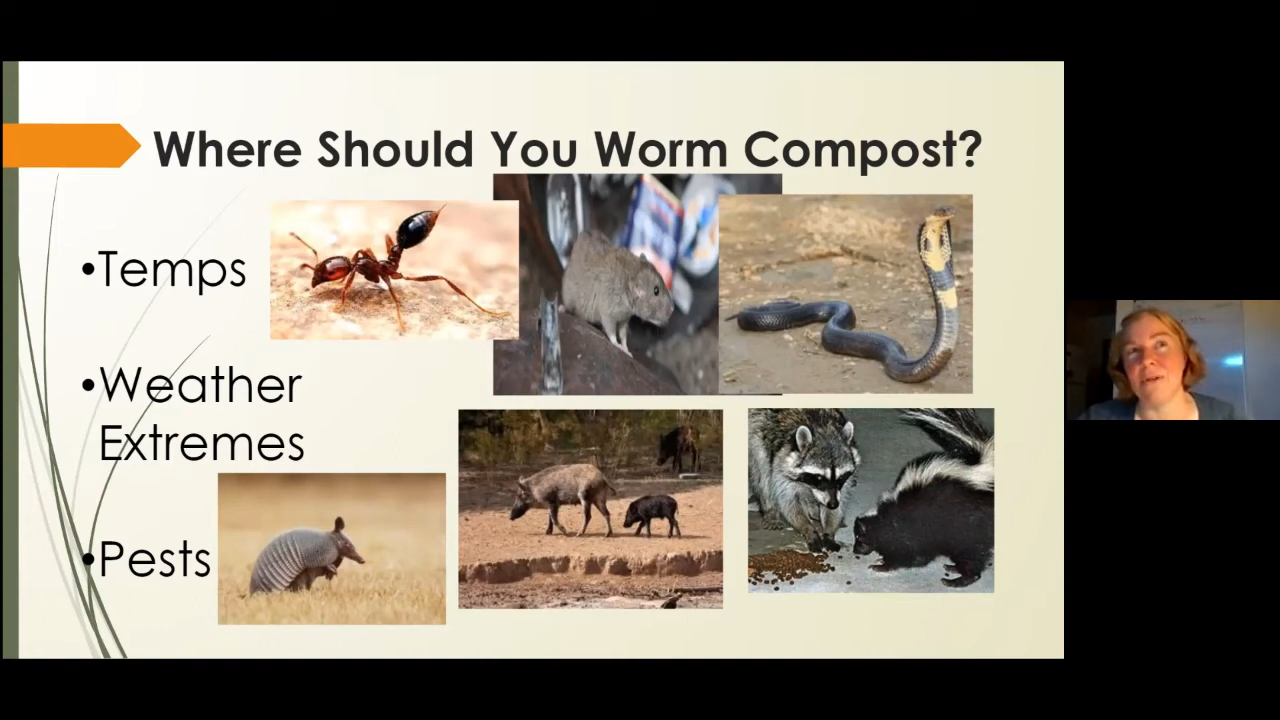 Where Should You Worm Compost?
•Temps
•Weather
Extremes
•Pests